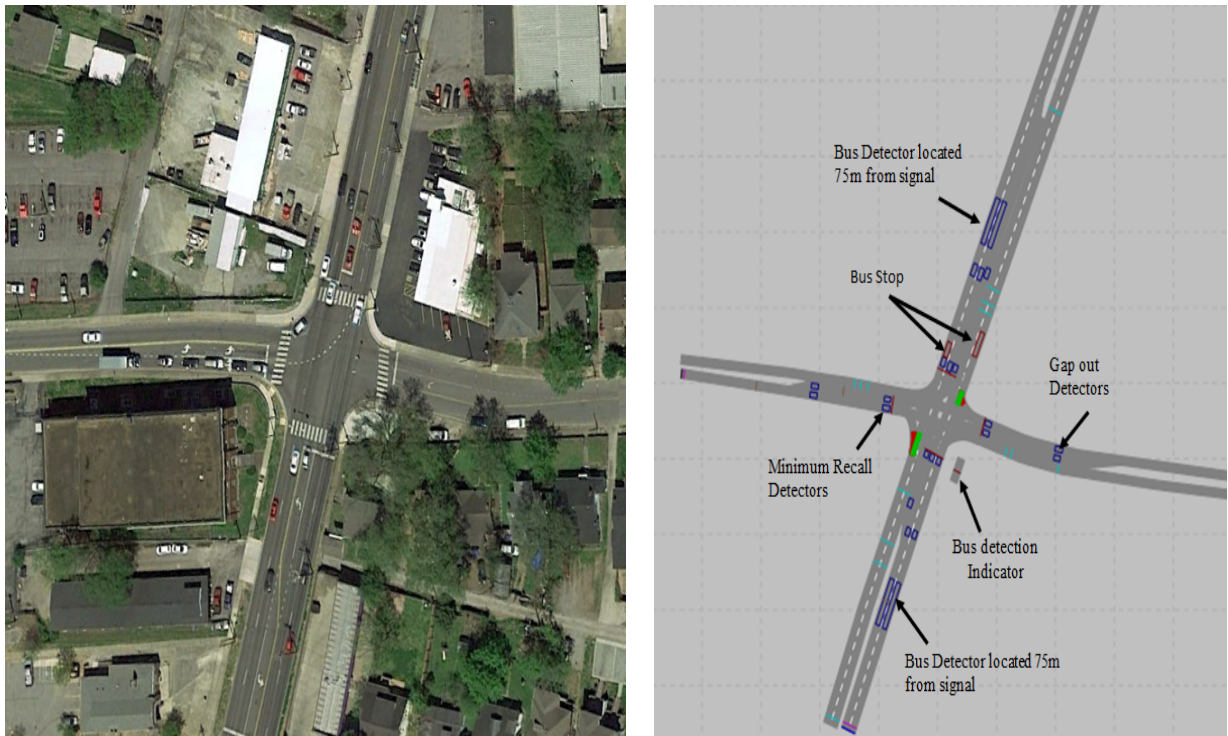 Bus Detector located
75m from signal
Bus Stop
Gap out
Detectors
Minimum Recall
Detectors
Bus detection
Indicator
Bus Detector located 75m
from signal